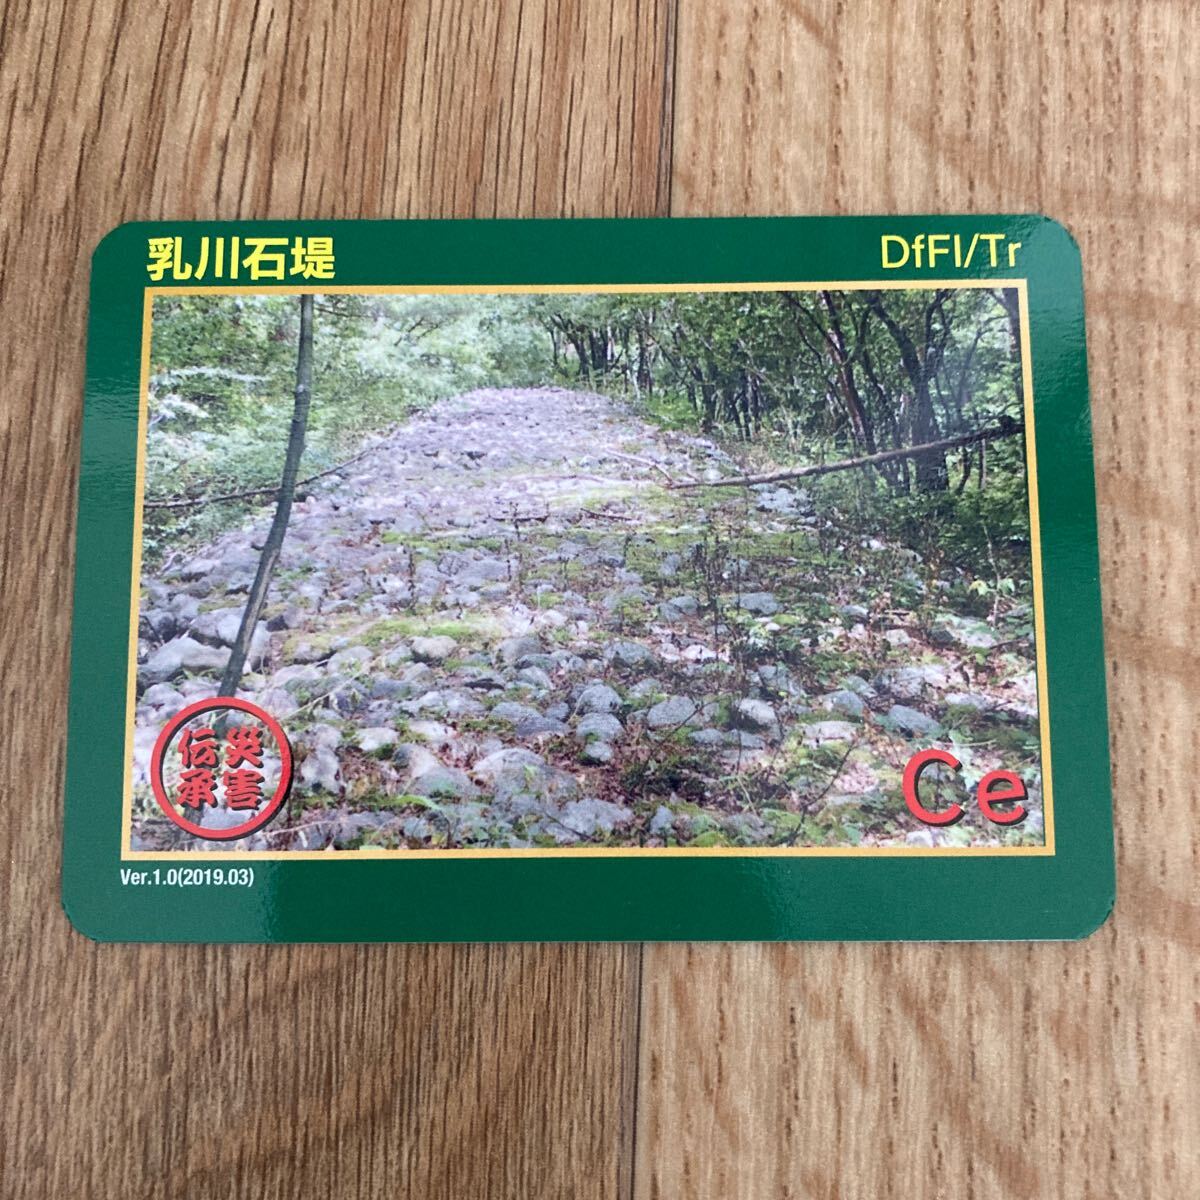 乳川石堤
DfFl/Tr
伝災
承害
Ce
Ver.1.0(2019.03)